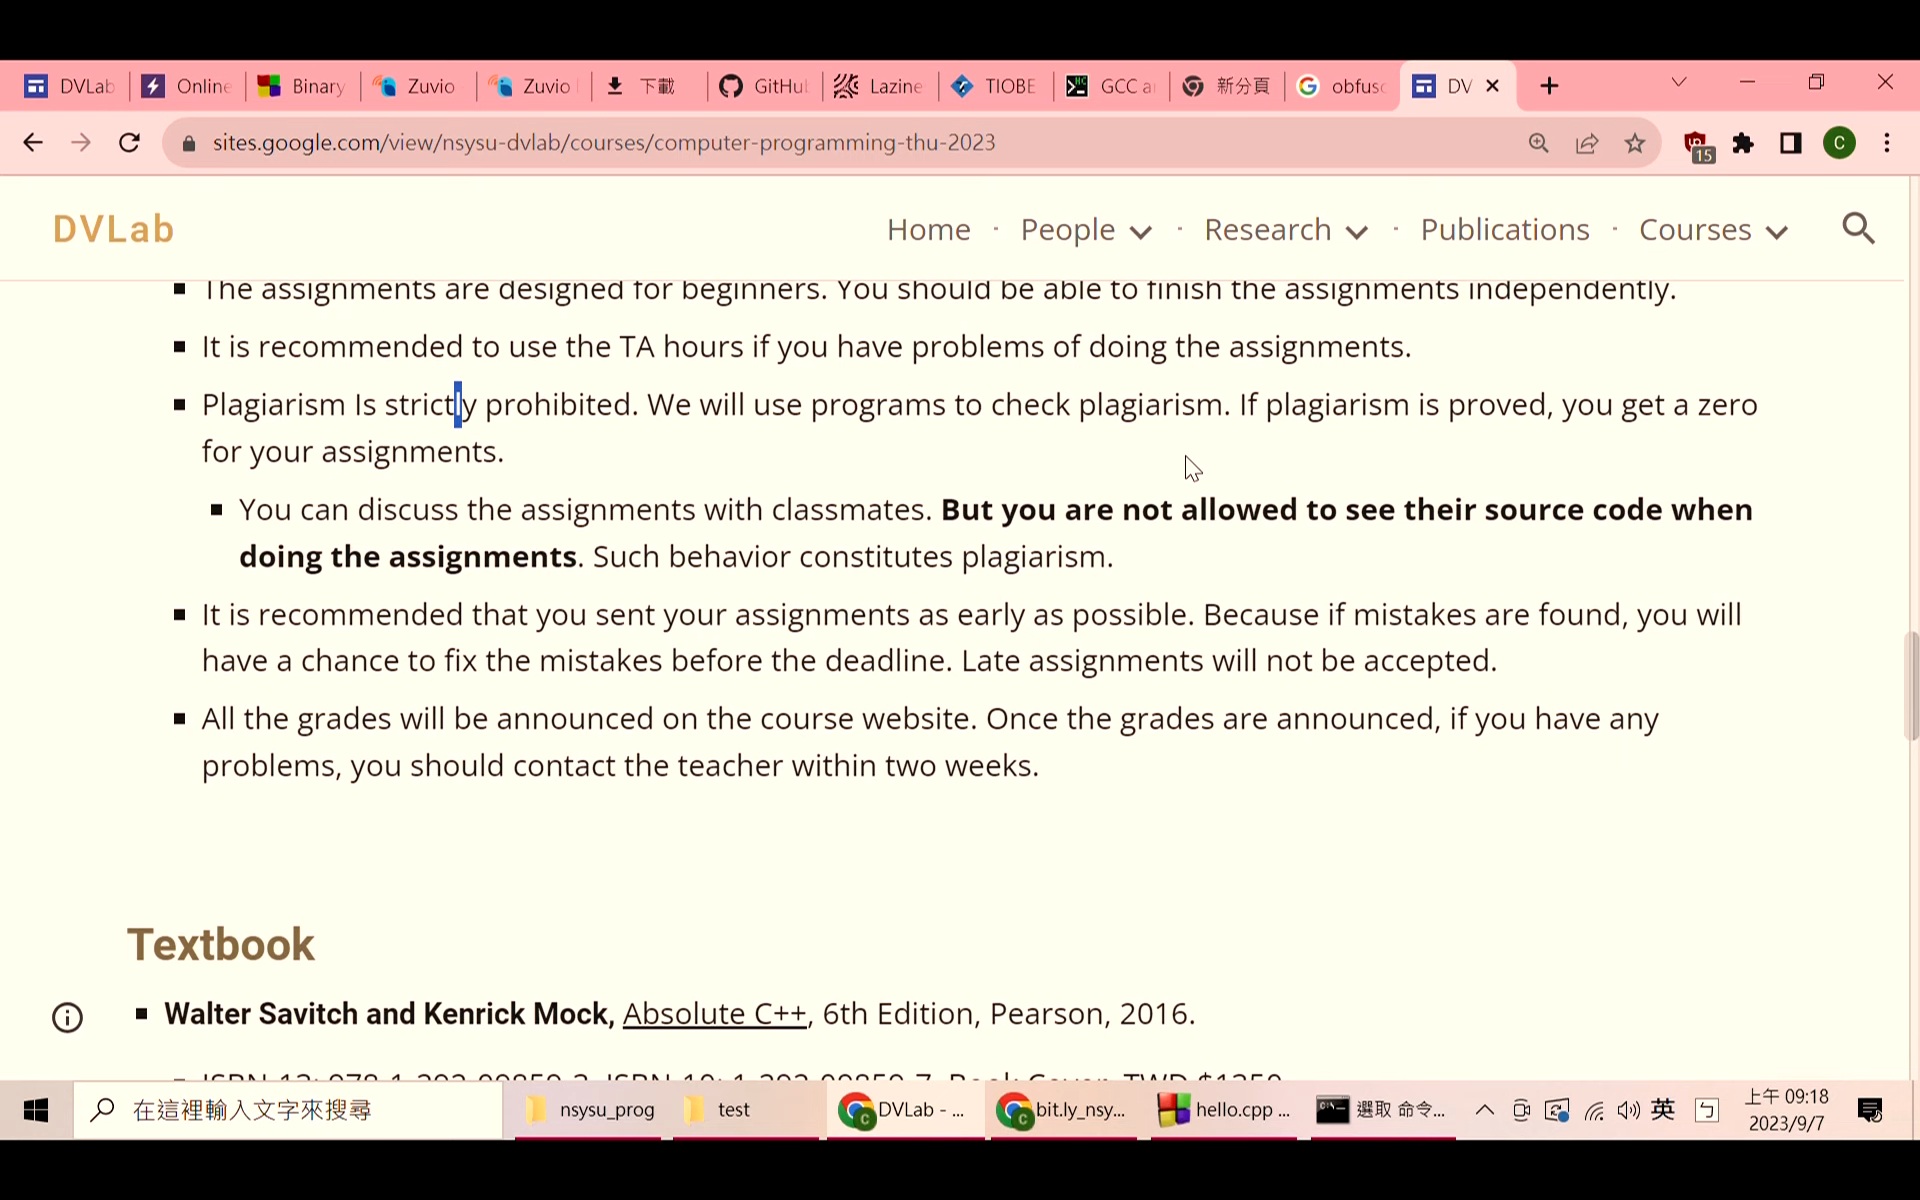 DVLab
Online
Binary
Zuvio
Zuvio
下載
GitHu
Lazine
TIOBE
GCC a
新分頁
obfusc
DV
sites.google.com/view/nsysu-dvlab/courses/computer-programming-thu-2023
15
C
DVLab
Home · People · Research · Publications · Courses
The assignments are designed for beginners. You should be able to finish the assignments independently.
It is recommended to use the TA hours if you have problems of doing the assignments.
Plagiarism Is strictly prohibited. We will use programs to check plagiarism. If plagiarism is proved, you get a zero
for your assignments.
You can discuss the assignments with classmates. But you are not allowed to see their source code when
doing the assignments. Such behavior constitutes plagiarism.
It is recommended that you sent your assignments as early as possible. Because if mistakes are found, you will
have a chance to fix the mistakes before the deadline. Late assignments will not be accepted.
All the grades will be announced on the course website. Once the grades are announced, if you have any
problems, you should contact the teacher within two weeks.
Textbook
Walter Savitch and Kenrick Mock, Absolute C++, 6th Edition, Pearson, 2016.
在這裡輸入文字來搜尋
nsysu_prog
test
DVLab - ...
bit.ly_nsy...
hello.cpp ...
選取 命令...
英
ㄅ
上午 09:18
2023/9/7